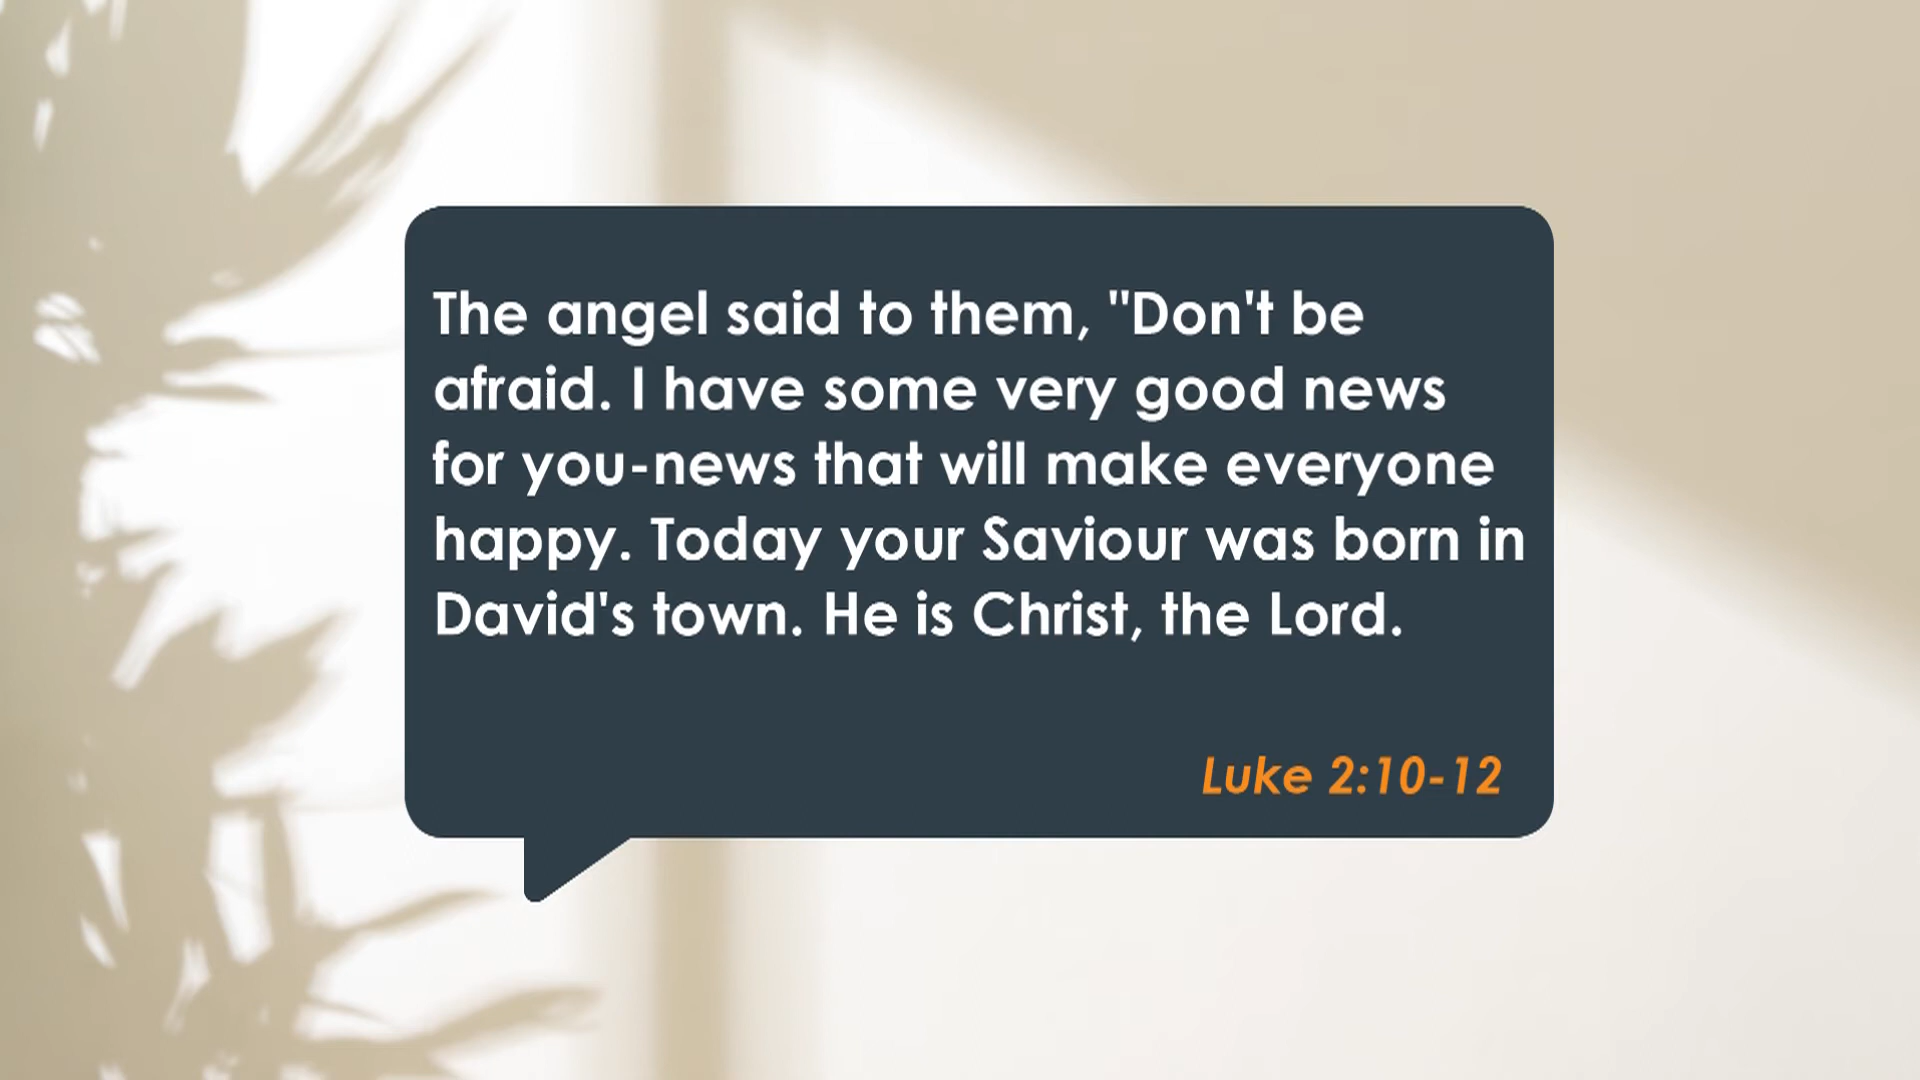 The angel said to them, "Don't be
afraid. I have some very good news
for you-news that will make everyone
happy. Today your Saviour was born in
David's town. He is Christ, the Lord.
Luke 2:10-12